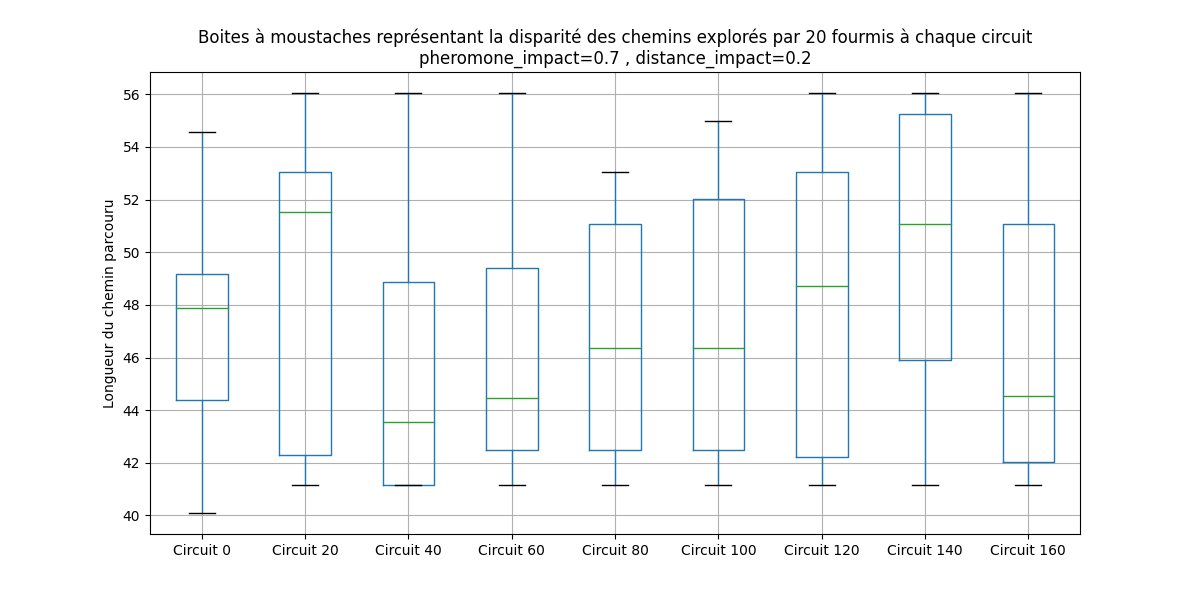 Boites à moustaches représentant la disparité des chemins explorés par 20 fourmis à chaque circuit
pheromone_impact=0.7 , distance_impact=0.2
Longueur du chemin parcouru
56
54
52
50
48
46
44
42
40
Circuit 0
Circuit 20
Circuit 40
Circuit 60
Circuit 80
Circuit 100
Circuit 120
Circuit 140
Circuit 160